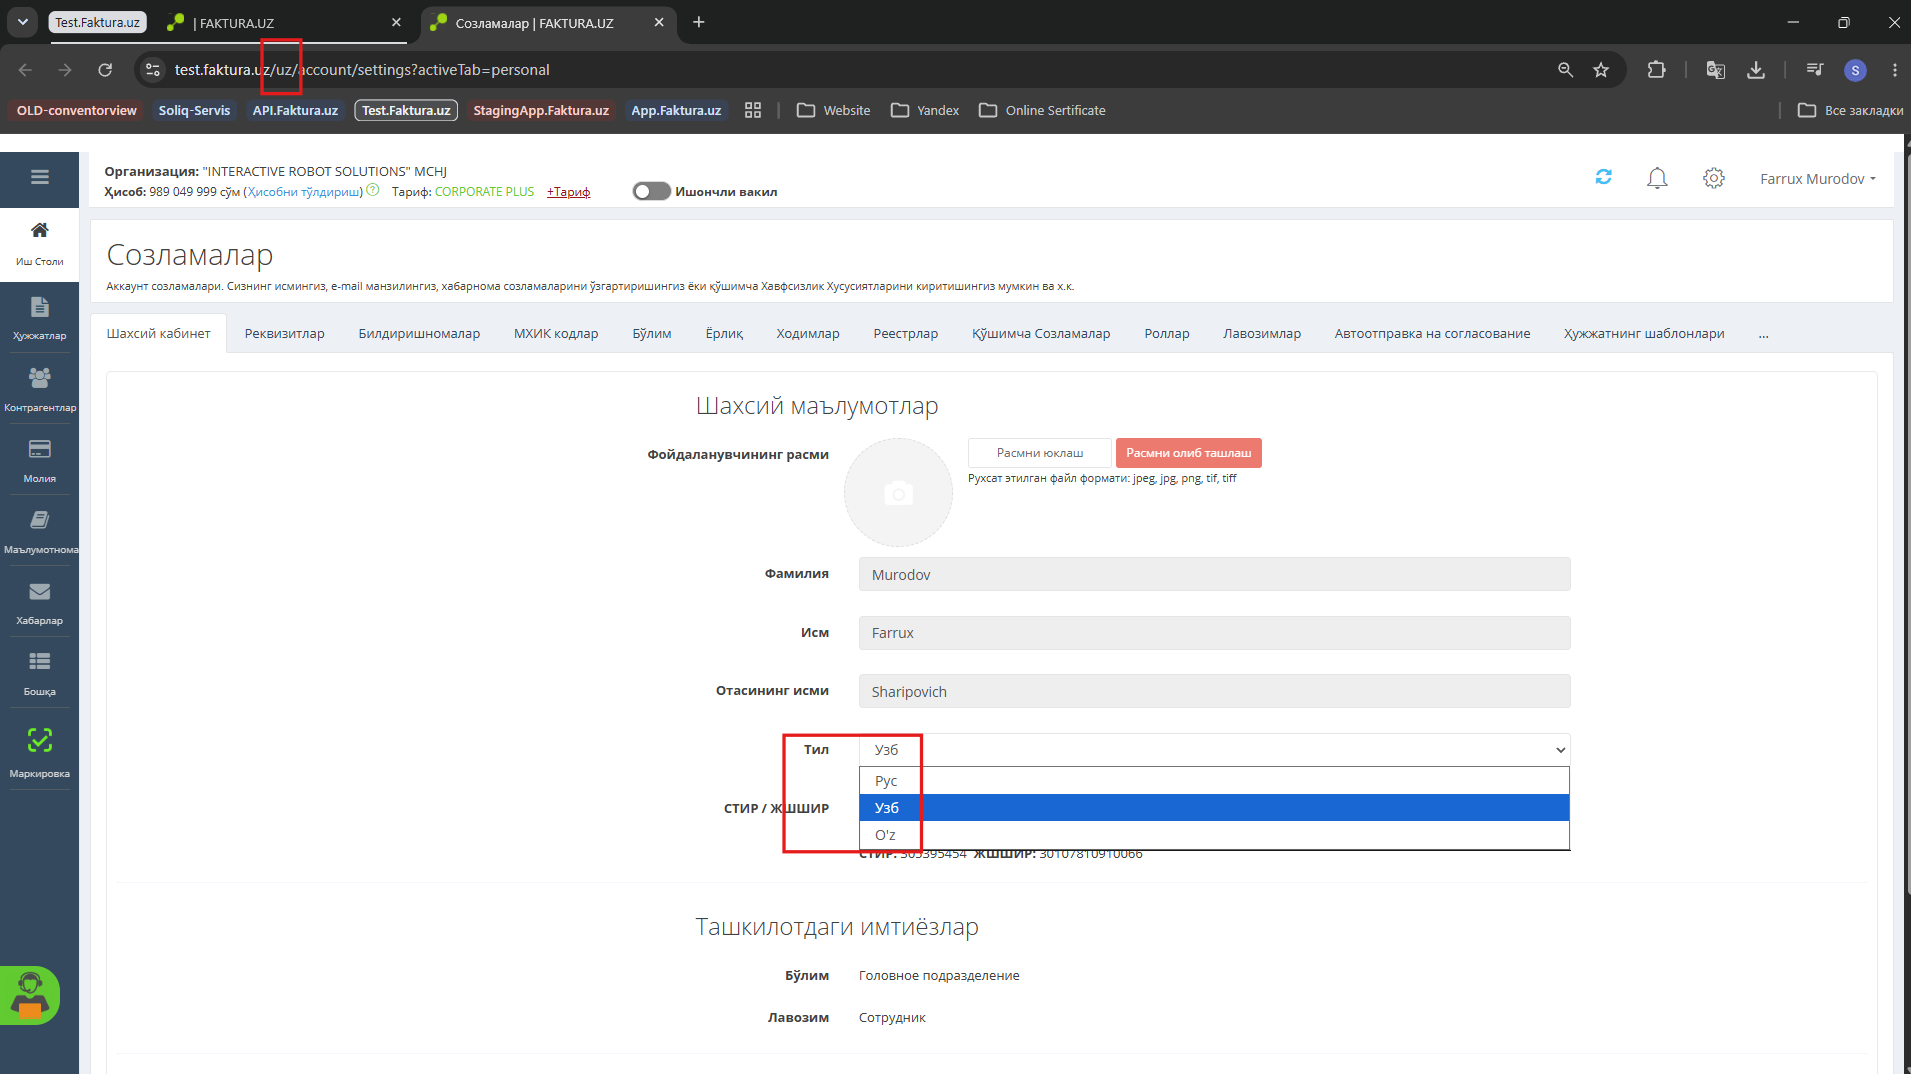 Test.Faktura.uz
| FAKTURA.UZ
Созламалар | FAKTURA.UZ
test.faktura.uz/uz/account/settings?activeTab=personal
S
OLD-conventorview
Soliq-Servis
API.Faktura.uz
Test.Faktura.uz
StagingApp.Faktura.uz
App.Faktura.uz
Website
Yandex
Online Sertificate
Все закладки
Организация: "INTERACTIVE ROBOT SOLUTIONS" MCHJ
Ҳисоб: 989 049 999 сўм (Ҳисобни тўлдириш) ? Тариф: CORPORATE PLUS +Тариф
Ишончли вакил
Farrux Murodov
Созламалар
Аккаунт созламалари. Сизнинг исмингиз, e-mail манзилингиз, хабарнома созламаларини ўзгартиришингиз ёки қўшимча Хавфсизлик Хусусиятларини киритишингиз мумкин ва х.к.
Иш Столи
Ҳужжатлар
Контрагентлар
Молия
Маълумотнома
Хабарлар
Бошқа
Маркировка
Шахсий кабинет
Реквизитлар
Билдиришномалар
МХИК кодлар
Бўлим
Ёрлиқ
Ходимлар
Реестрлар
Қўшимча Созламалар
Роллар
Лавозимлар
Автоотправка на согласование
Ҳужжатнинг шаблонлари
...
Шахсий маълумотлар
Фойдаланувчининг расми
Расмни юклаш
Расмни олиб ташлаш
Рухсат этилган файл формати: jpeg, jpg, png, tif, tiff
Фамилия
Murodov
Исм
Farrux
Отасининг исми
Sharipovich
Тил
Узб
Рус
Узб
O'z
СТИР / ЖШШИР
СТИР: 305395454 ЖШШИР: 30107810910066
Ташкилотдаги имтиёзлар
Бўлим
Головное подразделение
Лавозим
Сотрудник